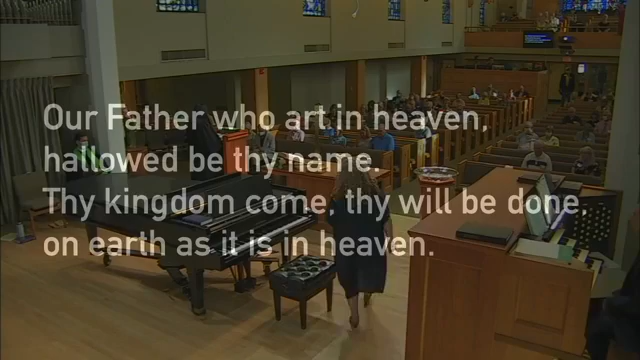 Our Father who art in heaven,
hallowed be thy name.
Thy kingdom come, thy will be done,
on earth as it is in heaven.